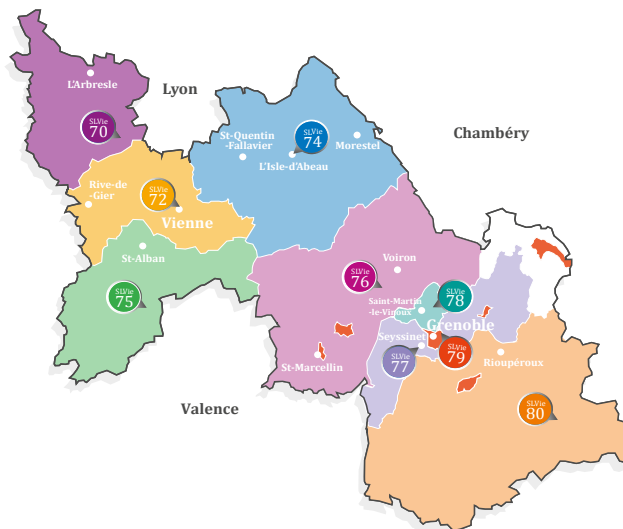 L'Arbresle
Lyon
SLVie
70
St-Quentin
-Fallavier
SLVie
74
Morestel
L'Isle-d'Abeau
Chambéry
Rive-de
-Gier
SLVie
72
Vienne
St-Alban
SLVie
75
Voiron
SLVie
76
Saint-Martin
-le-Vinoux
SLVie
78
Grenoble
Seyssinet
SLVie
77
SLVie
79
Rioupéroux
St-Marcellin
Valence
SLVie
80